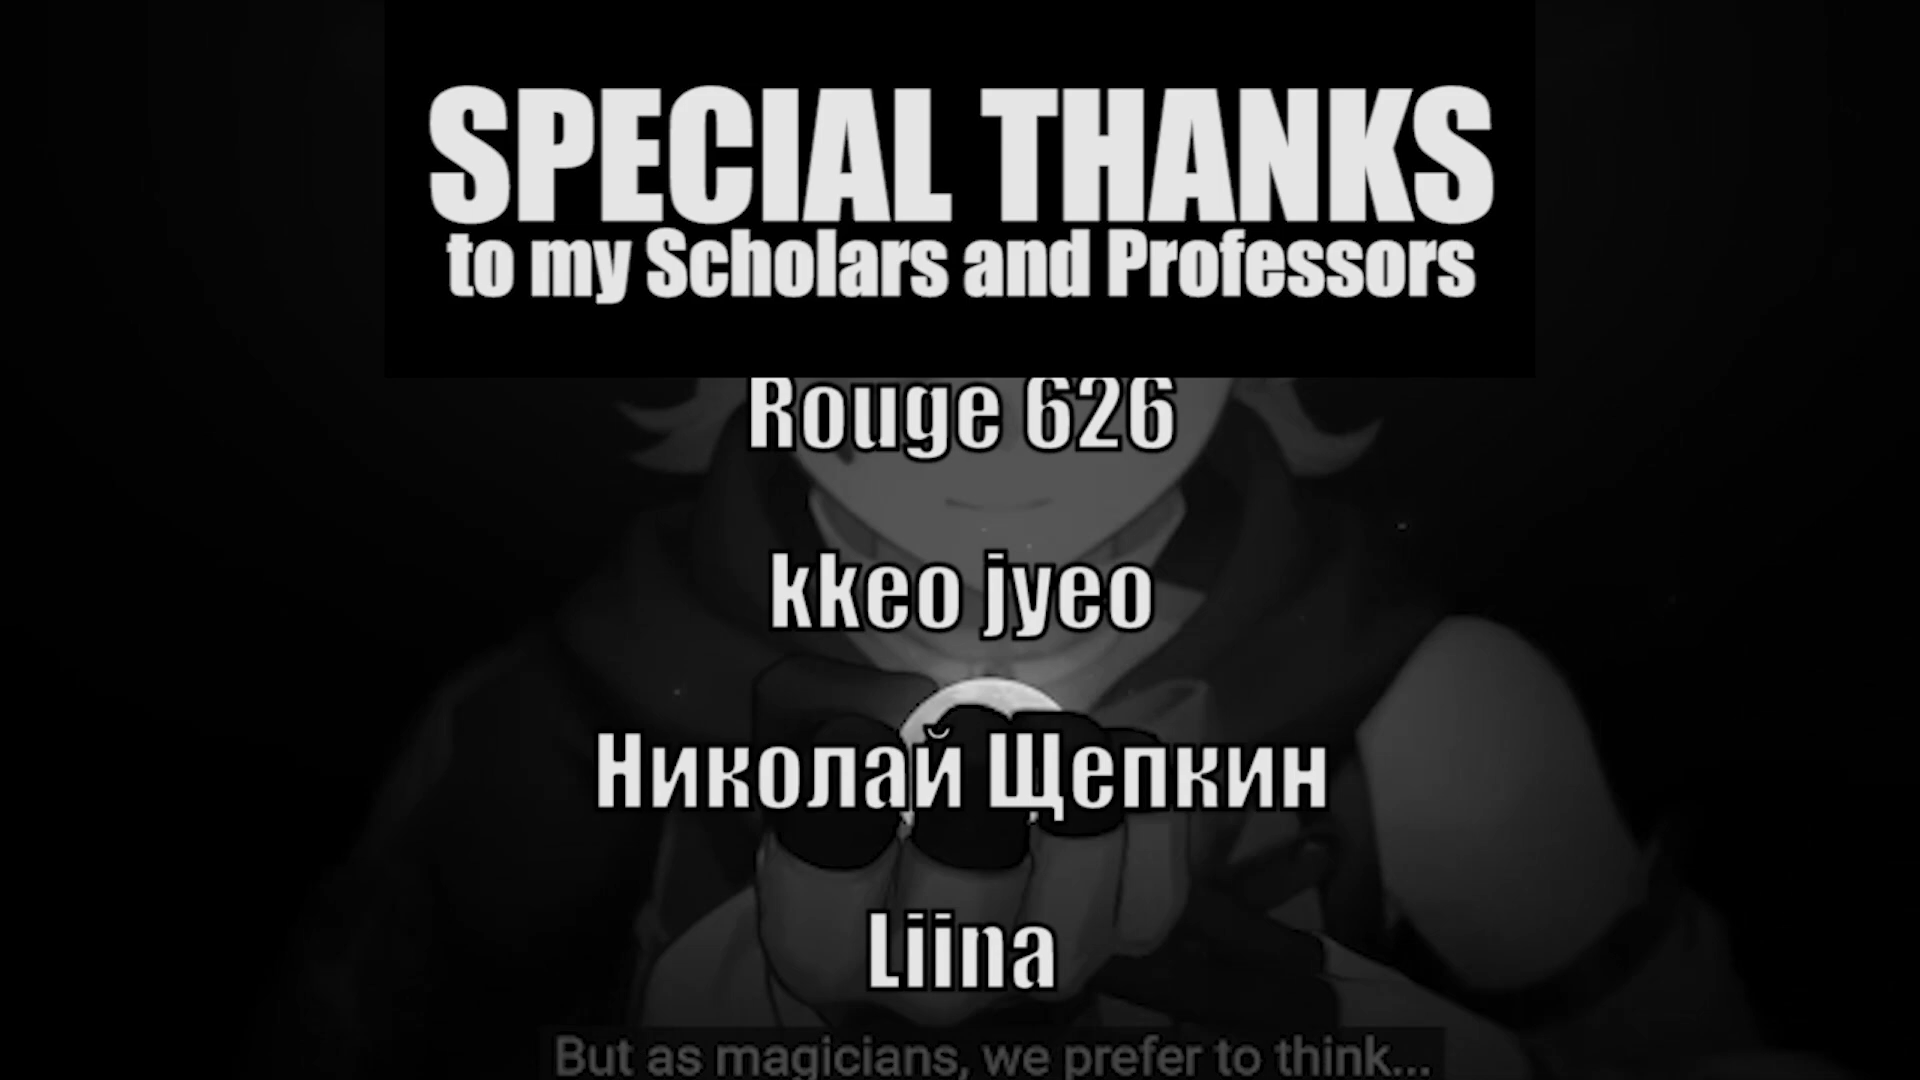 SPECIAL THANKS
to my Scholars and Professors
Rouge 626
kkeo jyeo
Николай Щепкин
Liina
But as magicians, we prefer to think...